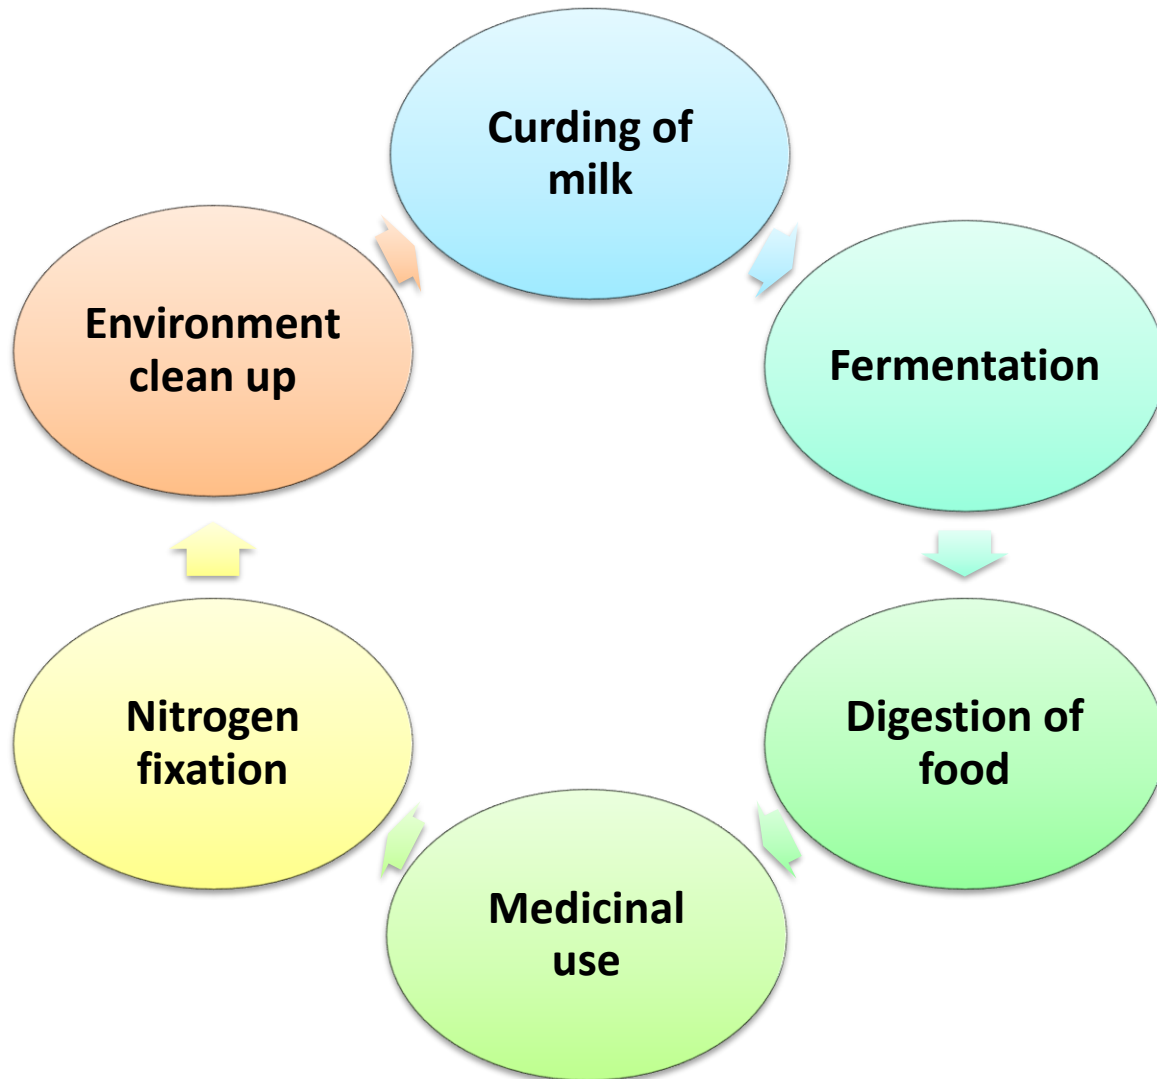 Curding of
milk
Fermentation
Digestion of
food
Medicinal
use
Nitrogen
fixation
Environment
clean up